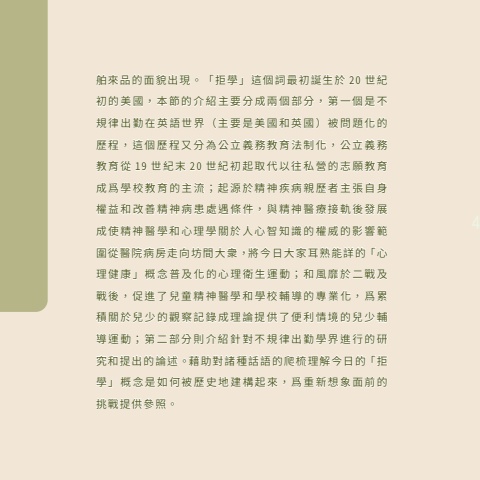 舶來品的面貌出現。「拒學」這個詞最初誕生於 20 世紀
初的美國，本節的介紹主要分成兩個部分，第一個是不
規律出勤在英語世界（主要是美國和英國）被問題化的
歷程，這個歷程又分為公立義務教育法制化，公立義務
教育從 19 世紀末 20 世紀初起取代以往私營的志願教育
成爲學校教育的主流；起源於精神疾病親歷者主張自身
權益和改善精神病患處遇條件，與精神醫療接軌後發展
成使精神醫學和心理學關於人心智知識的權威的影響範
圍從醫院病房走向坊間大衆，將今日大家耳熟能詳的「心
理健康」概念普及化的心理衛生運動；和風靡於二戰及
戰後，促進了兒童精神醫學和學校輔導的專業化，爲累
積關於兒少的觀察記錄成理論提供了便利情境的兒少輔
導運動；第二部分則介紹針對不規律出勤學界進行的研
究和提出的論述。藉助對諸種話語的爬梳理解今日的「拒
學」概念是如何被歷史地建構起來，爲重新想象面前的
挑戰提供參照。